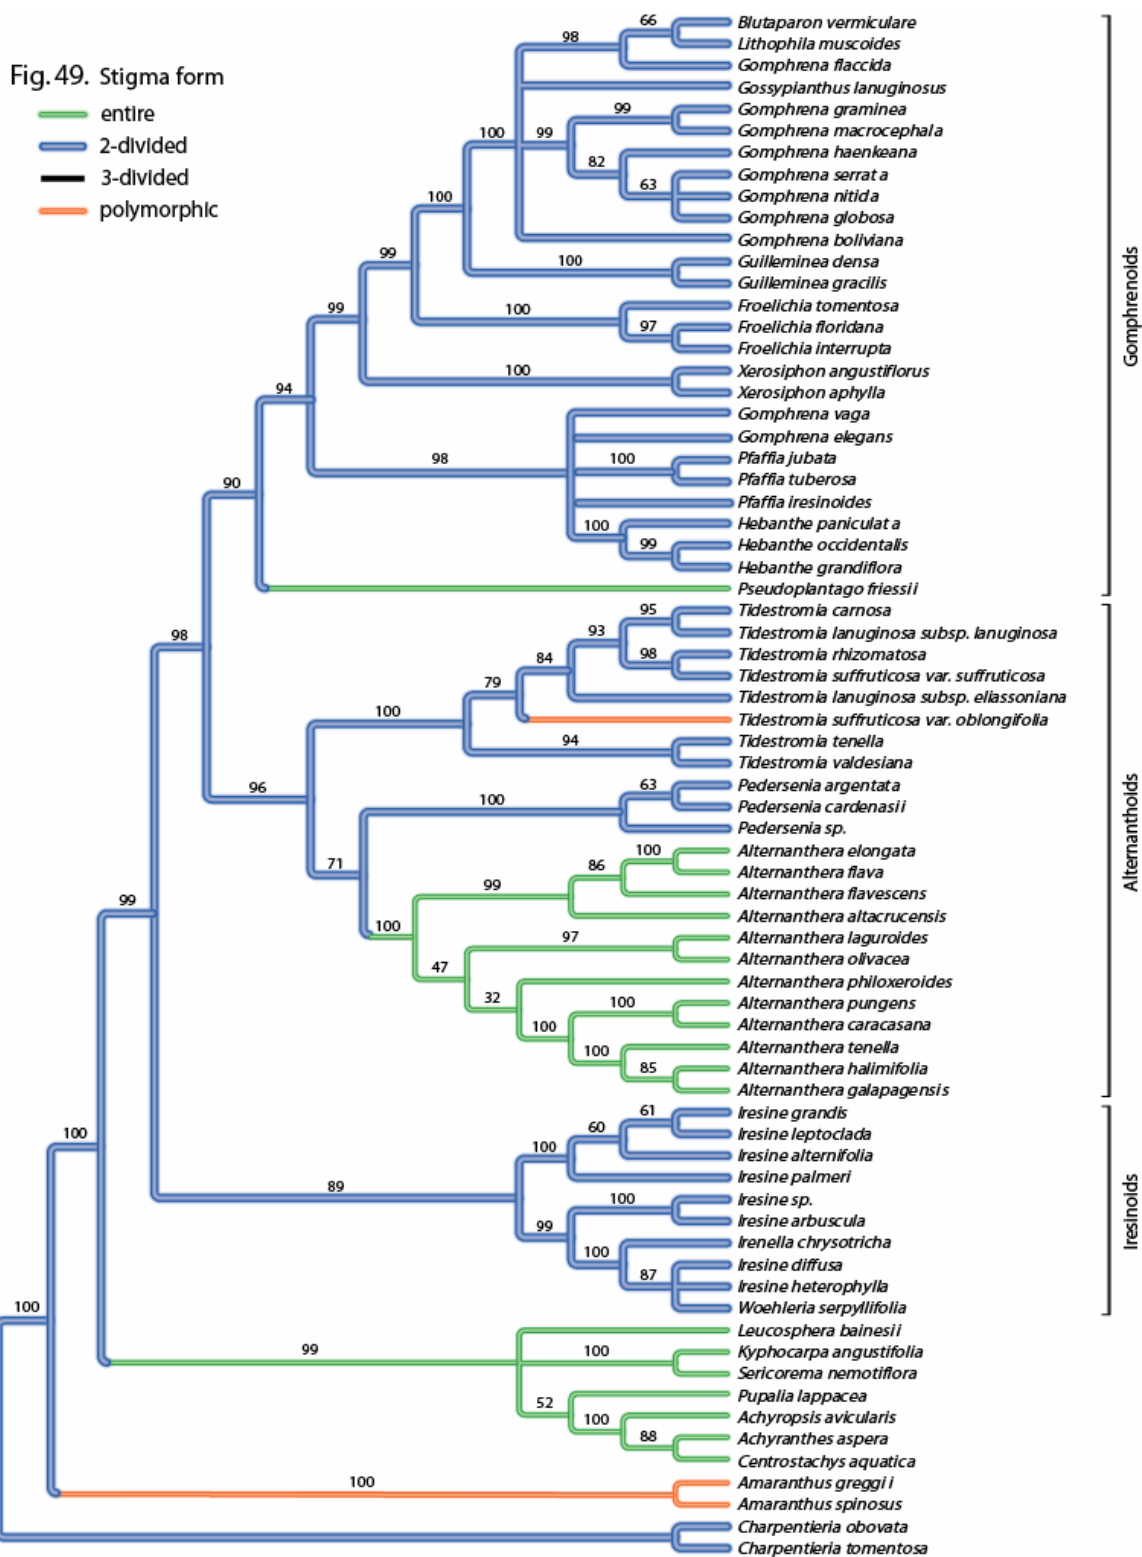 Fig. 49. Stigma form
entire
2-divided
3-divided
polymorphic
66
Blutaparon vermiculare
Lithophila muscoides
98
Gomphrena flaccida
Gossypianthus lanuginosus
99
Gomphrena graminea
Gomphrena macrocephala
100
99
Gomphrena haenkeana
82
Gomphrena serrata
63
Gomphrena nitida
Gomphrena globosa
100
Gomphrena boliviana
Guilleminea densa
100
Guilleminea gracilis
99
Froelichia tomentosa
100
97
Froelichia floridana
Froelichia interrupta
99
Xerosiphon angustiflorus
100
Xerosiphon aphylla
94
Gomphrena vaga
Gomphrena elegans
98
100
Pfaffia jubata
Pfaffia tuberosa
90
Pfaffia iresinoides
100
Hebanthe paniculata
99
Hebanthe occidentalis
Hebanthe grandiflora
Pseudoplantago friessii
Gomphrenoids
95
Tidestromia carnosa
98
93
Tidestromia lanuginosa subsp. lanuginosa
98
Tidestromia rhizomatosa
84
Tidestromia suffruticosa var. suffruticosa
79
Tidestromia lanuginosa subsp. eliassoniana
100
Tidestromia suffruticosa var. oblongifolia
94
Tidestromia tenella
Tidestromia valdesiana
96
63
Pedersenia argentata
100
Pedersenia cardenasii
Pedersenia sp.
71
100
Alternanthera elongata
86
Alternanthera flava
99
Alternanthera flavescens
99
Alternanthera altacrucensis
100
97
Alternanthera laguroides
Alternanthera olivacea
47
Alternanthera philoxeroides
32
100
Alternanthera pungens
100
Alternanthera caracasana
100
Alternanthera tenella
85
Alternanthera halimifolia
Alternanthera galapagensis
Alternanthoids
61
Iresine grandis
100
60
Iresine leptoclada
100
Iresine alternifolia
Iresine palmeri
89
100
Iresine sp.
99
Iresine arbuscula
100
Irenella chrysotricha
87
Iresine diffusa
Iresine heterophylla
100
Woehleria serpyllifolia
Iresinoids
Leucosphera bainesii
99
100
Kyphocarpa angustifolia
Sericorema nemotiflora
52
Pupalia lappacea
100
Achyropsis avicularis
88
Achyranthes aspera
Centrostachys aquatica
100
Amaranthus greggii
Amaranthus spinosus
Charpentieria obovata
Charpentieria tomentosa